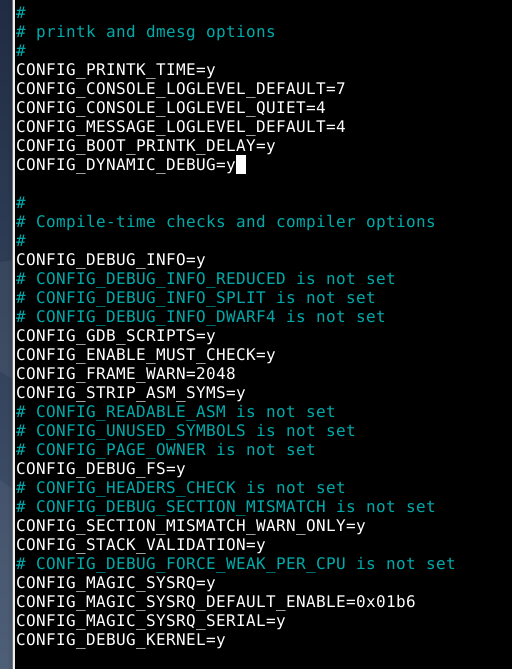 #
# printk and dmesg options
#
CONFIG_PRINTK_TIME=y
CONFIG_CONSOLE_LOGLEVEL_DEFAULT=7
CONFIG_CONSOLE_LOGLEVEL_QUIET=4
CONFIG_MESSAGE_LOGLEVEL_DEFAULT=4
CONFIG_BOOT_PRINTK_DELAY=y
CONFIG_DYNAMIC_DEBUG=y
#
# Compile-time checks and compiler options
#
CONFIG_DEBUG_INFO=y
# CONFIG_DEBUG_INFO_REDUCED is not set
# CONFIG_DEBUG_INFO_SPLIT is not set
# CONFIG_DEBUG_INFO_DWARF4 is not set
CONFIG_GDB_SCRIPTS=y
CONFIG_ENABLE_MUST_CHECK=y
CONFIG_FRAME_WARN=2048
CONFIG_STRIP_ASM_SYMS=y
# CONFIG_READABLE_ASM is not set
# CONFIG_UNUSED_SYMBOLS is not set
# CONFIG_PAGE_OWNER is not set
CONFIG_DEBUG_FS=y
# CONFIG_HEADERS_CHECK is not set
# CONFIG_DEBUG_SECTION_MISMATCH is not set
CONFIG_SECTION_MISMATCH_WARN_ONLY=y
CONFIG_STACK_VALIDATION=y
# CONFIG_DEBUG_FORCE_WEAK_PER_CPU is not set
CONFIG_MAGIC_SYSRQ=y
CONFIG_MAGIC_SYSRQ_DEFAULT_ENABLE=0x01b6
CONFIG_MAGIC_SYSRQ_SERIAL=y
CONFIG_DEBUG_KERNEL=y